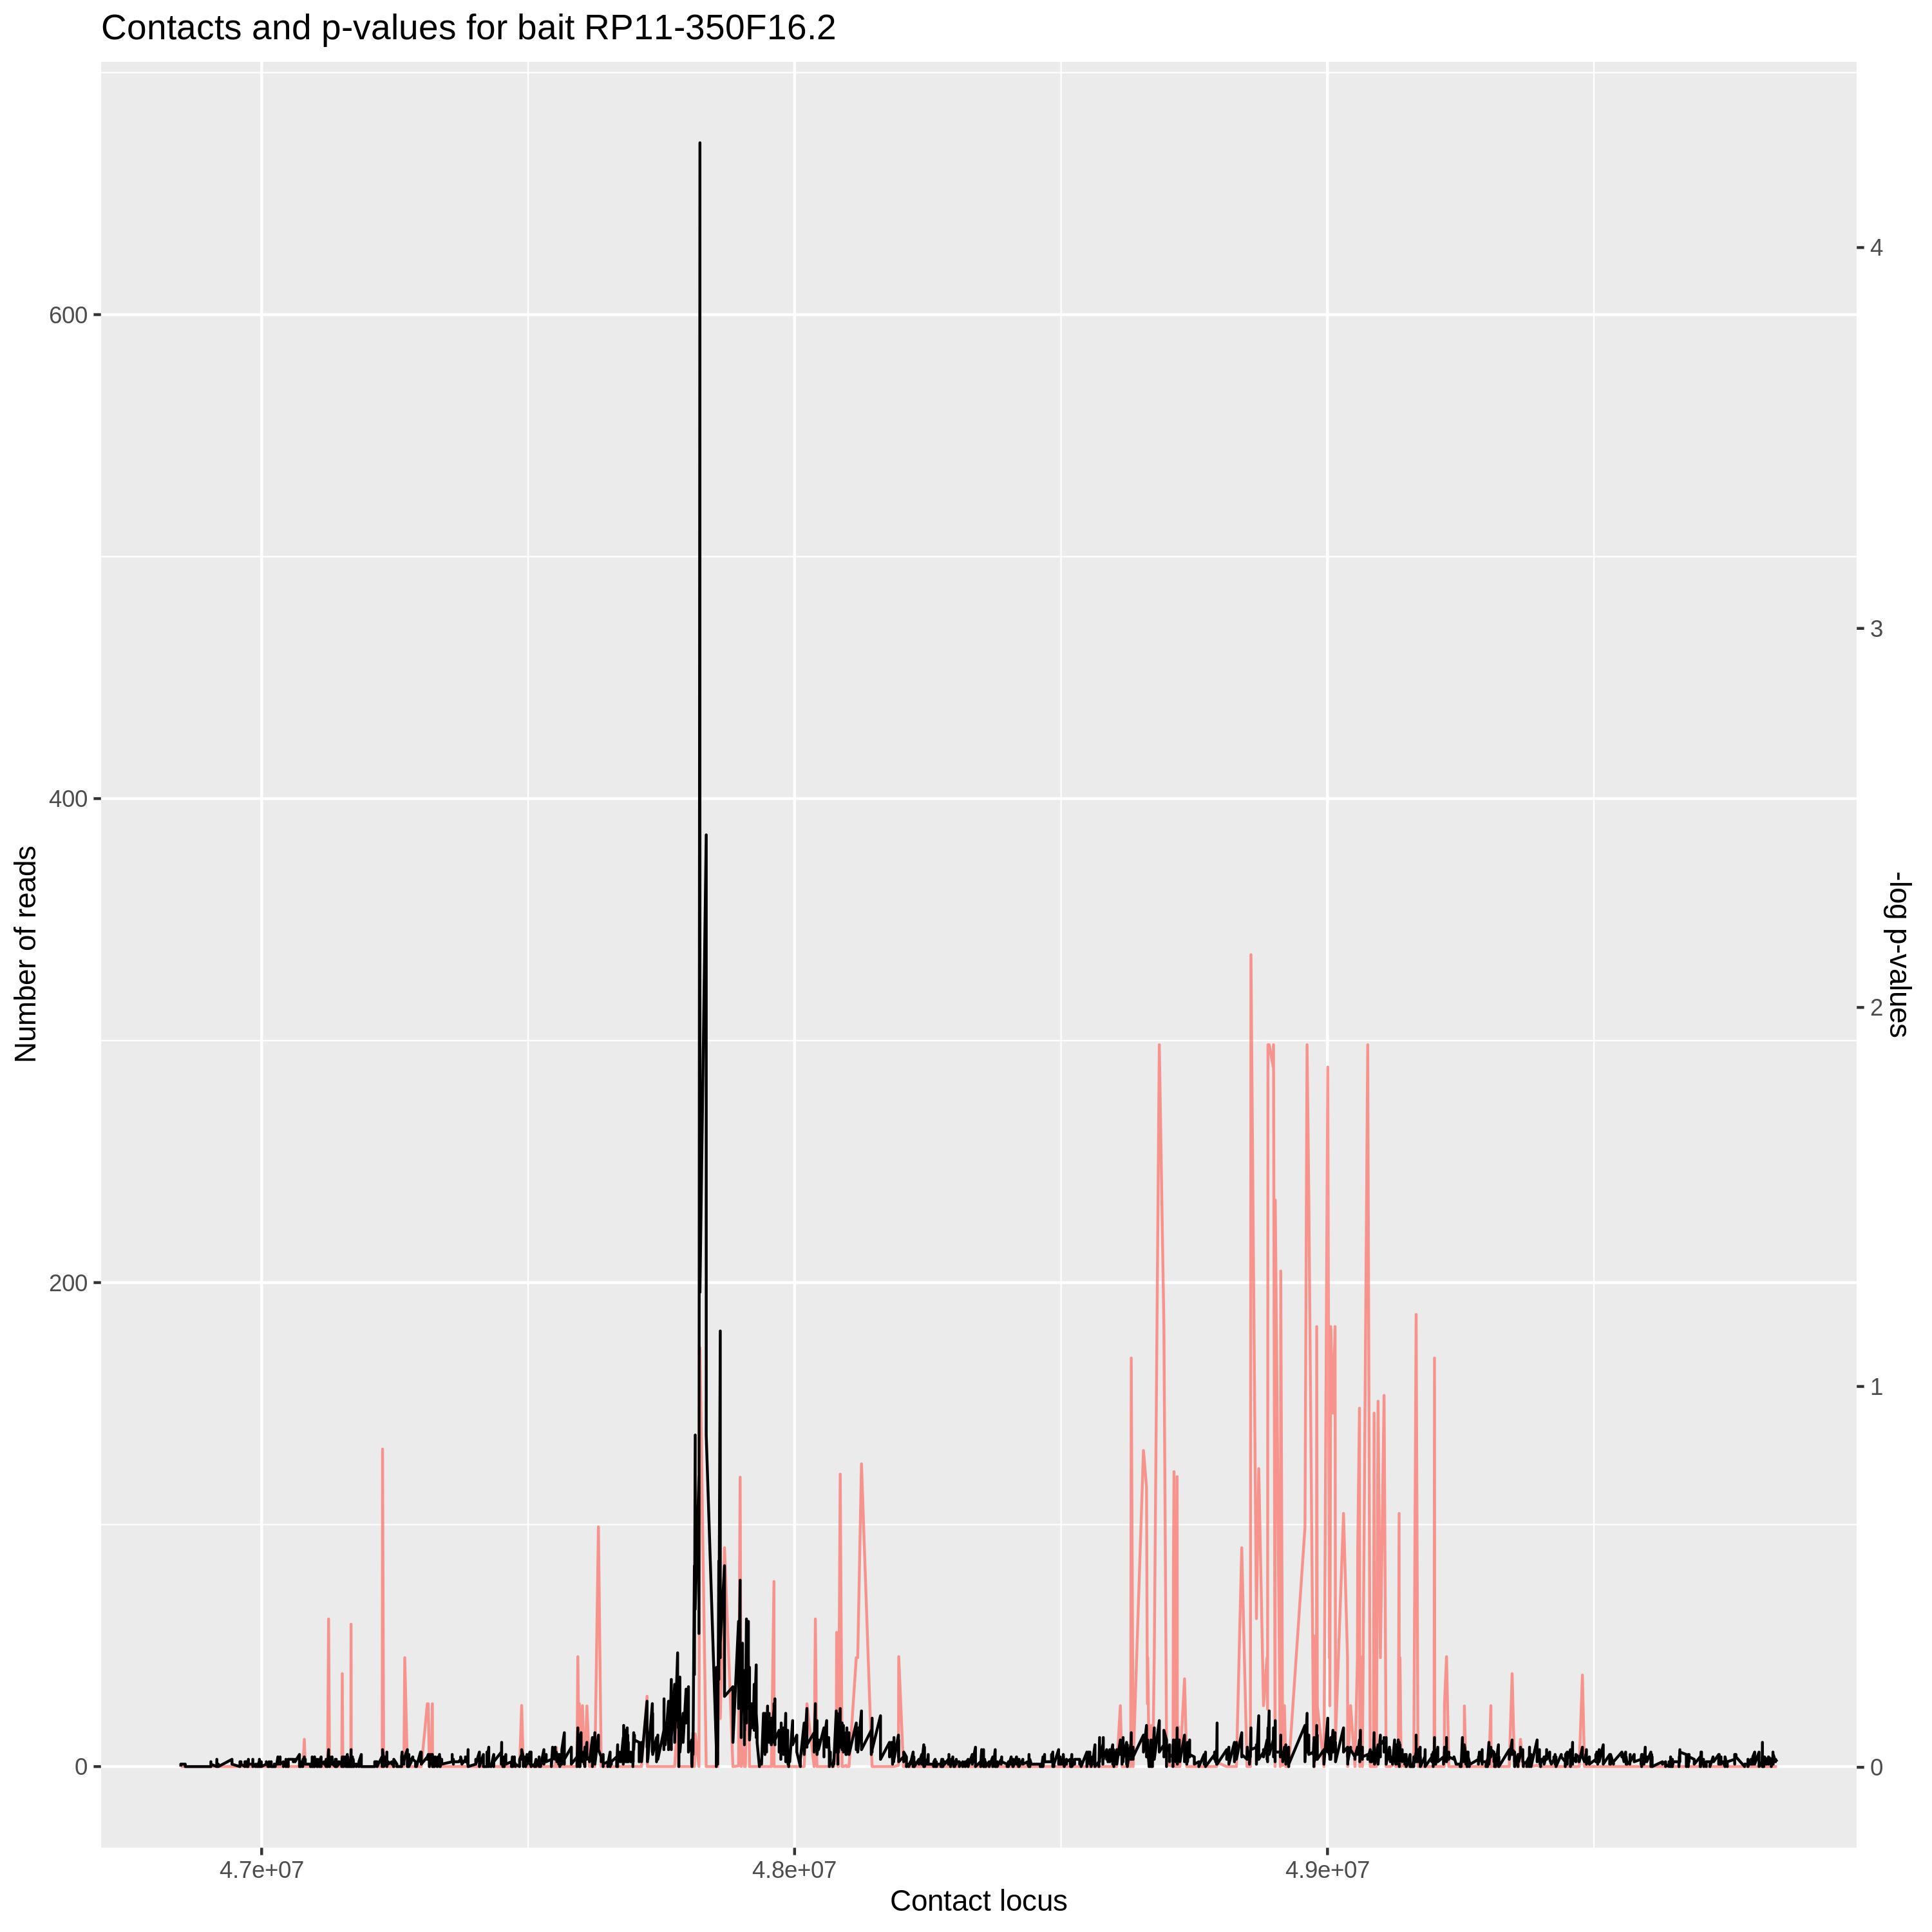 Contacts and p-values for bait RP11-350F16.2
Number of reads
600
400
200
0
4
3
2
1
0
-log p-values
4.7e+07
4.8e+07
4.9e+07
Contact locus